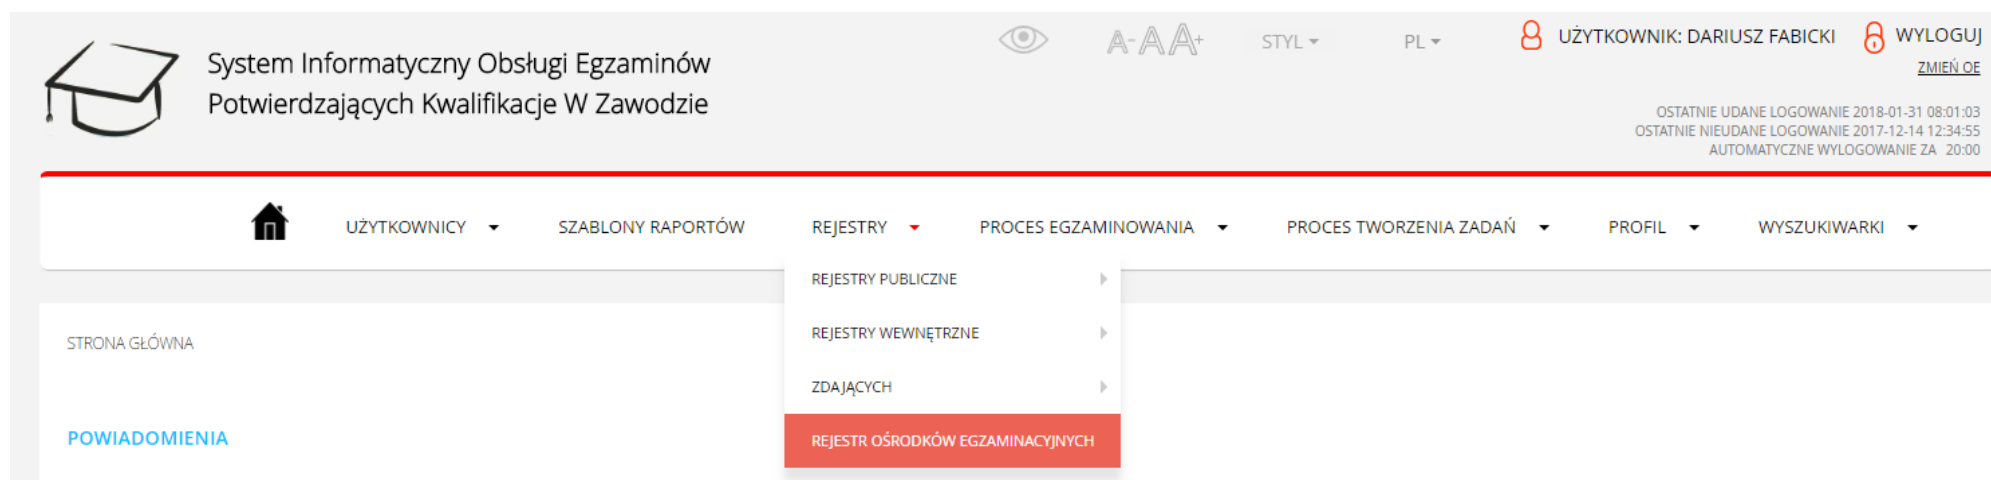 System Informatyczny Obsługi Egzaminów
Potwierdzających Kwalifikacje W Zawodzie
A- A A+
STYL
PL
UŻYTKOWNIK: DARIUSZ FABICKI
WYLOGUJ
ZMIEŃ OE
OSTATNIE UDANE LOGOWANIE 2018-01-31 08:01:03
OSTATNIE NIEUDANE LOGOWANIE 2017-12-14 12:34:55
AUTOMATYCZNE WYLOGOWANIE ZA 20:00
UŻYTKOWNICY SZABLONY RAPORTÓW REJESTRY PROCES EGZAMINOWANIA PROCES TWORZENIA ZADAŃ PROFIL WYSZUKIWARKI
REJESTRY PUBLICZNE
REJESTRY WEWNĘTRZNE
ZDAJĄCYCH
REJESTR OŚRODKÓW EGZAMINACYJNYCH
STRONA GŁÓWNA
POWIADOMIENIA